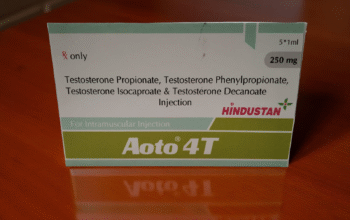 ℞ only
5*1ml
250 mg
Testosterone Propionate, Testosterone Phenylpropionate,
Testosterone Isocaproate & Testosterone Decanoate
Injection
HINDUSTAN
For Intramuscular Injection
Aoto® 4T